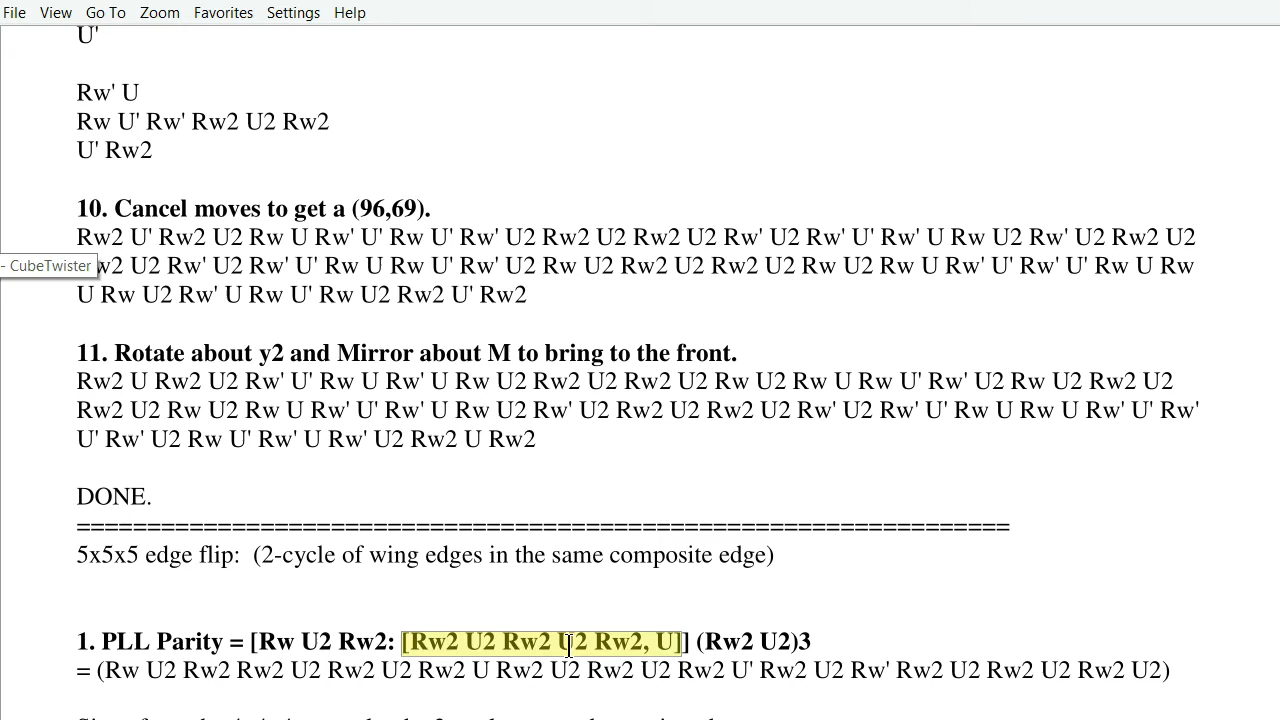 File View Go To Zoom Favorites Settings Help
U'
Rw' U
Rw U' Rw' Rw2 U2 Rw2
U' Rw2
10. Cancel moves to get a (96,69).
Rw2 U' Rw2 U2 Rw U Rw' U' Rw U' Rw' U2 Rw2 U2 Rw2 U2 Rw' U2 Rw' U' Rw' U Rw U2 Rw' U2 Rw2 U2
- CubeTwister
w2 U2 Rw' U2 Rw' U' Rw U Rw U' Rw' U2 Rw U2 Rw2 U2 Rw2 U2 Rw U2 Rw U Rw' U' Rw' U' Rw U Rw
U Rw U2 Rw' U Rw U' Rw U2 Rw2 U' Rw2
11. Rotate about y2 and Mirror about M to bring to the front.
Rw2 U Rw2 U2 Rw' U' Rw U Rw' U Rw U2 Rw2 U2 Rw2 U2 Rw U2 Rw U Rw U' Rw' U2 Rw U2 Rw2 U2
Rw2 U2 Rw U2 Rw U Rw' U' Rw' U Rw U2 Rw' U2 Rw2 U2 Rw2 U2 Rw' U2 Rw' U' Rw U Rw U Rw' U' Rw'
U' Rw' U2 Rw U' Rw' U Rw' U2 Rw2 U Rw2
DONE.
==================================================================
5x5x5 edge flip: (2-cycle of wing edges in the same composite edge)
1. PLL Parity = [Rw U2 Rw2: [Rw2 U2 Rw2 U2 Rw2, U]] (Rw2 U2)3
= (Rw U2 Rw2 Rw2 U2 Rw2 U2 Rw2 U Rw2 U2 Rw2 U2 Rw2 U' Rw2 U2 Rw' Rw2 U2 Rw2 U2 Rw2 U2)